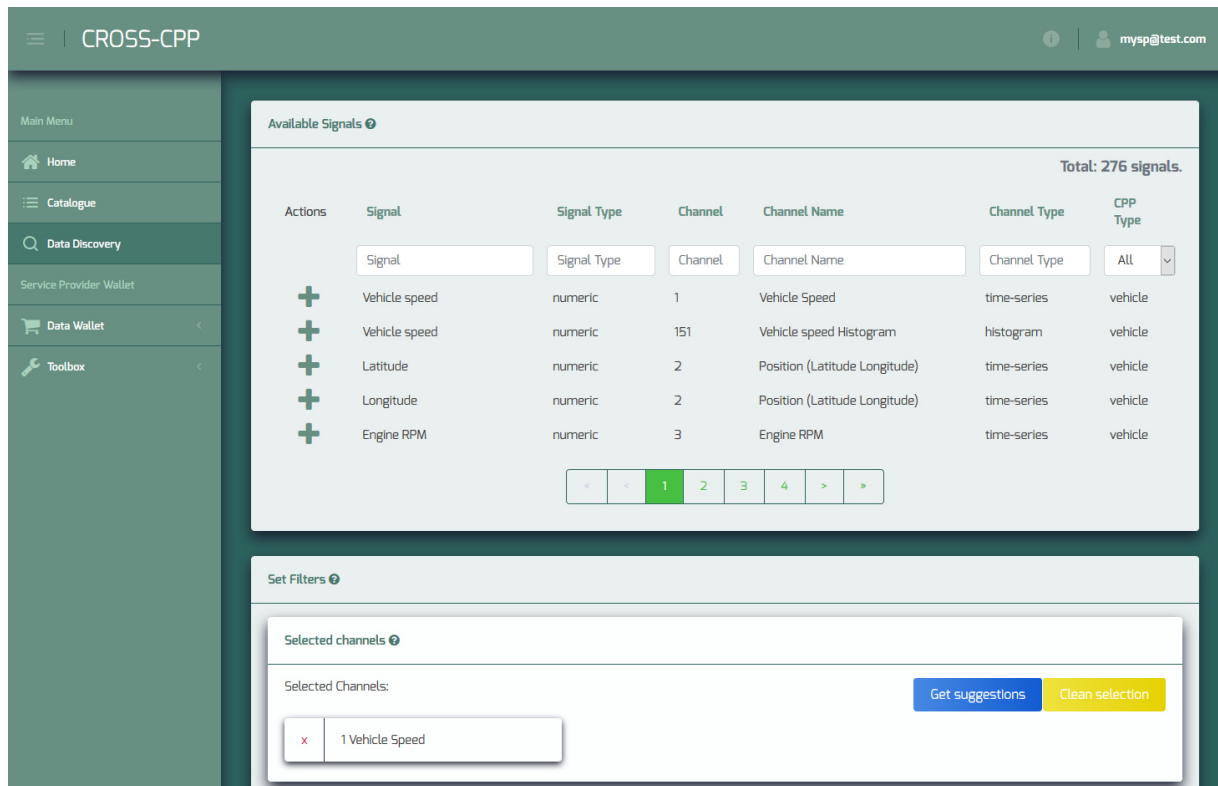 CROSS-CPP
mysp@test.com
Main Menu
Home
Catalogue
Data Discovery
Service Provider Wallet
Data Wallet <
Toolbox <
Available Signals ?
Total: 276 signals.
Actions Signal Signal Type Channel Channel Name Channel Type CPP Type
Signal Signal Type Channel Channel Name Channel Type All
Vehicle speed numeric 1 Vehicle Speed time-series vehicle
Vehicle speed numeric 151 Vehicle speed Histogram histogram vehicle
Latitude numeric 2 Position (Latitude Longitude) time-series vehicle
Longitude numeric 2 Position (Latitude Longitude) time-series vehicle
Engine RPM numeric 3 Engine RPM time-series vehicle
« < 1 2 3 4 > »
Set Filters ?
Selected channels ?
Selected Channels:
Get suggestions Clean selection
x 1 Vehicle Speed